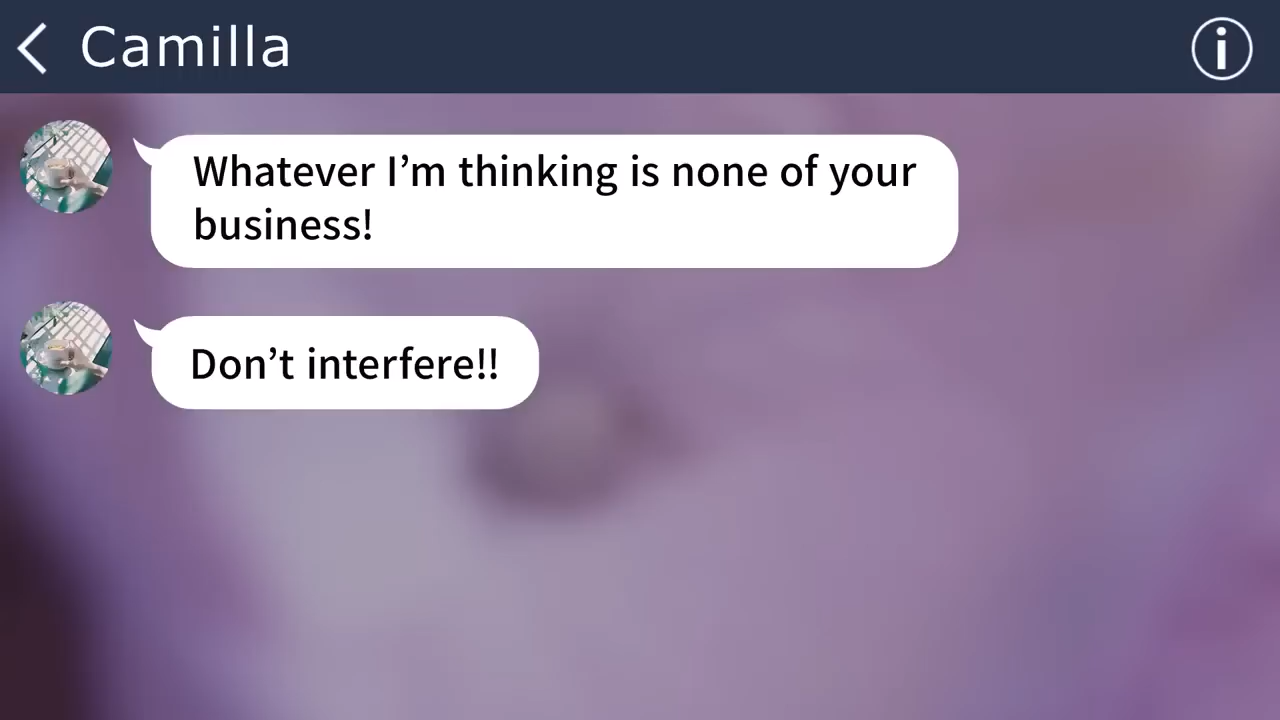 Camilla
Whatever I’m thinking is none of your
business!
Don’t interfere!!